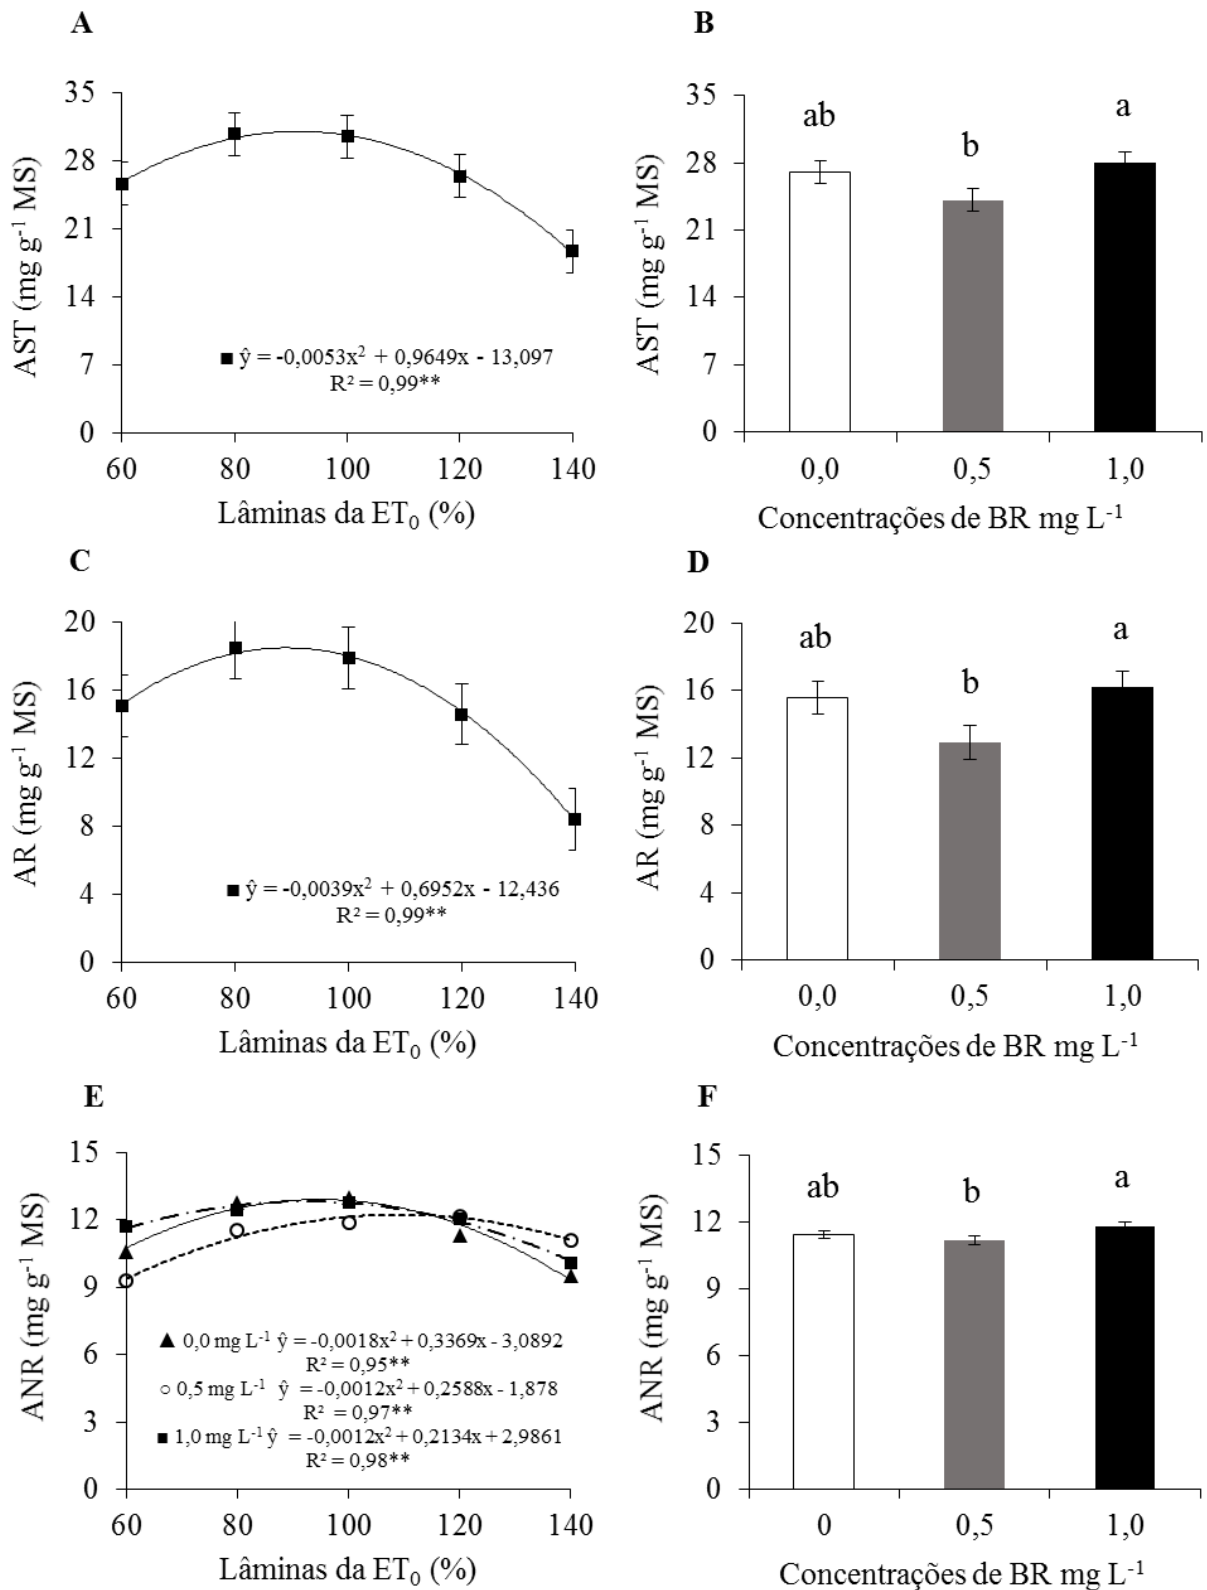 A
AST (mg g⁻¹ MS)
35
28
21
14
7
0
■ ŷ = -0,0053x² + 0,9649x - 13,097
R² = 0,99**
60 80 100 120 140
Lâminas da ET₀ (%)
B
AST (mg g⁻¹ MS)
35
28
21
14
7
0
ab b a
0,0 0,5 1,0
Concentrações de BR mg L⁻¹
C
AR (mg g⁻¹ MS)
20
16
12
8
4
0
■ ŷ = -0,0039x² + 0,6952x - 12,436
R² = 0,99**
60 80 100 120 140
Lâminas da ET₀ (%)
D
AR (mg g⁻¹ MS)
20
16
12
8
4
0
ab b a
0,0 0,5 1,0
Concentrações de BR mg L⁻¹
E
ANR (mg g⁻¹ MS)
15
12
9
6
3
0
▲ 0,0 mg L⁻¹ ŷ = -0,0018x² + 0,3369x - 3,0892
R² = 0,95**
○ 0,5 mg L⁻¹ ŷ = -0,0012x² + 0,2588x - 1,878
R² = 0,97**
■ 1,0 mg L⁻¹ ŷ = -0,0012x² + 0,2134x + 2,9861
R² = 0,98**
60 80 100 120 140
Lâminas da ET₀ (%)
F
ANR (mg g⁻¹ MS)
15
12
9
6
3
0
ab b a
0 0,5 1,0
Concentrações de BR mg L⁻¹